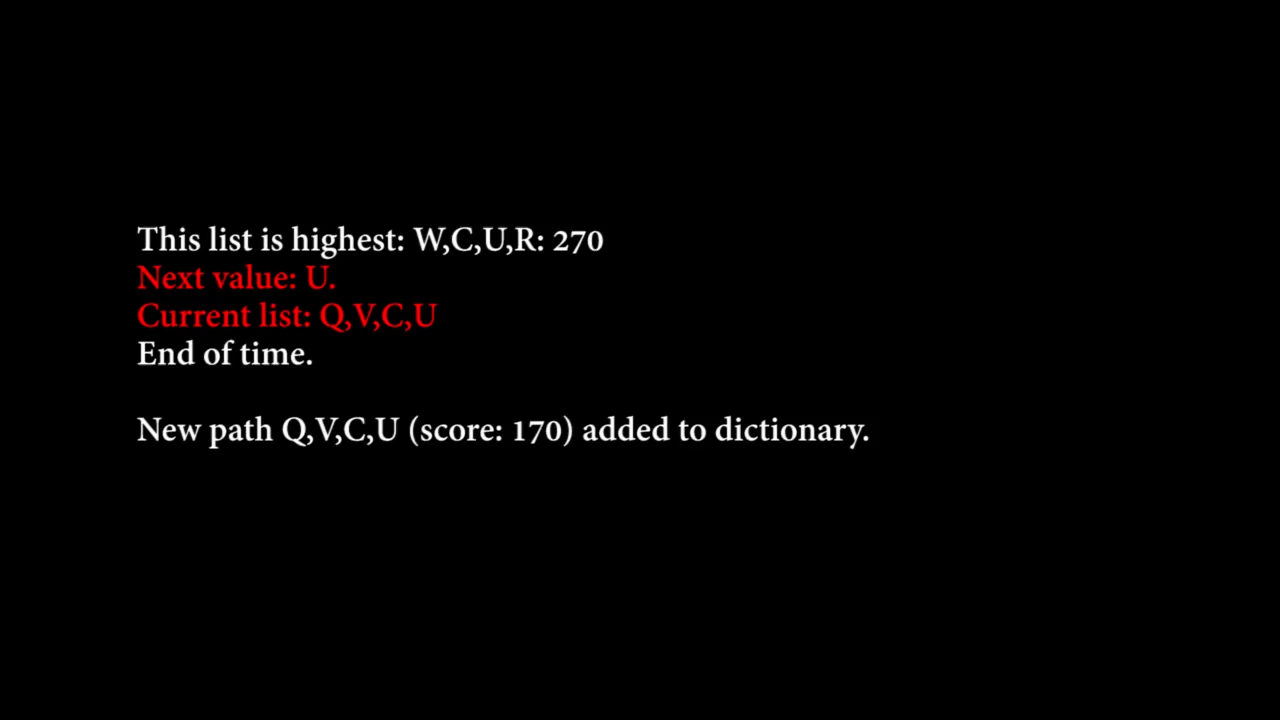 This list is highest: W,C,U,R: 270
Next value: U.
Current list: Q,V,C,U
End of time.
New path Q,V,C,U (score: 170) added to dictionary.